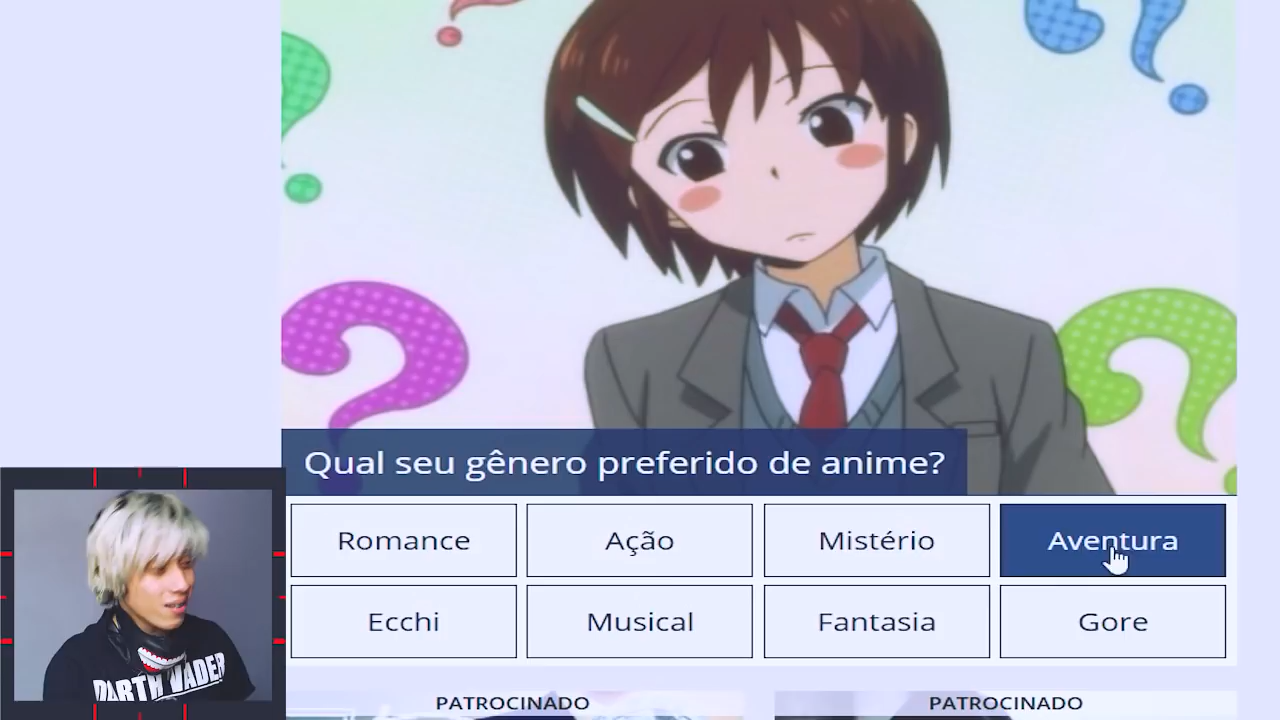 Qual seu gênero preferido de anime?
Romance
Ação
Mistério
Aventura
Ecchi
Musical
Fantasia
Gore
DARTH VADER
PATROCINADO
PATROCINADO